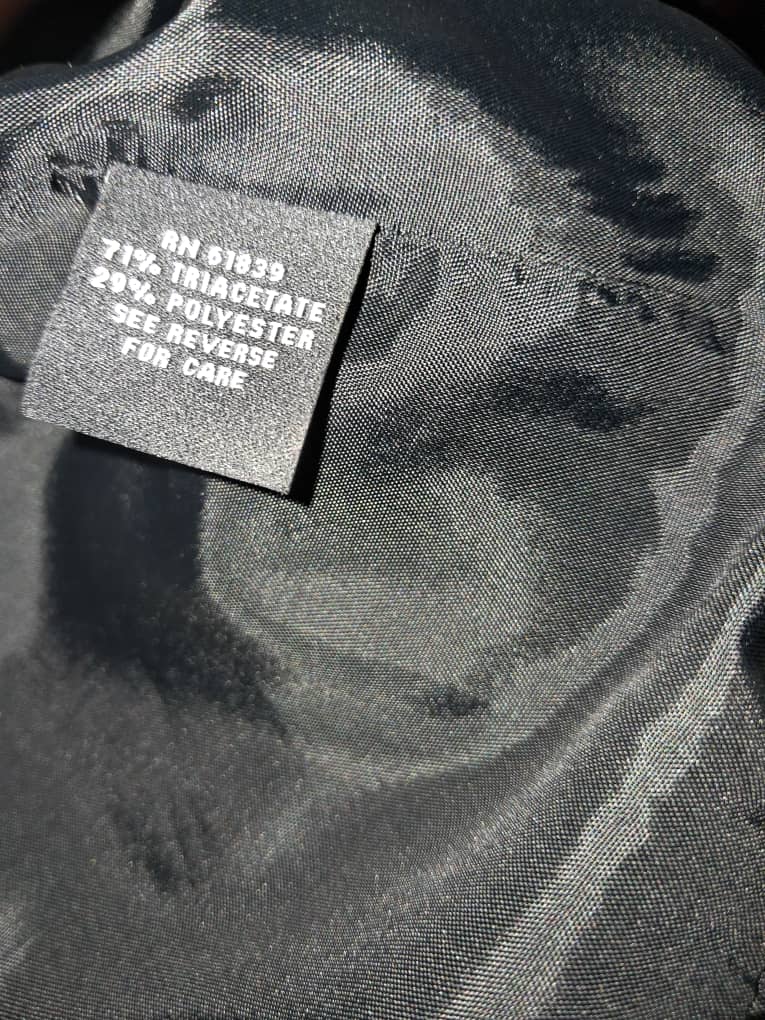 RN 61839
71% TRIACETATE
29% POLYESTER
SEE REVERSE
FOR CARE